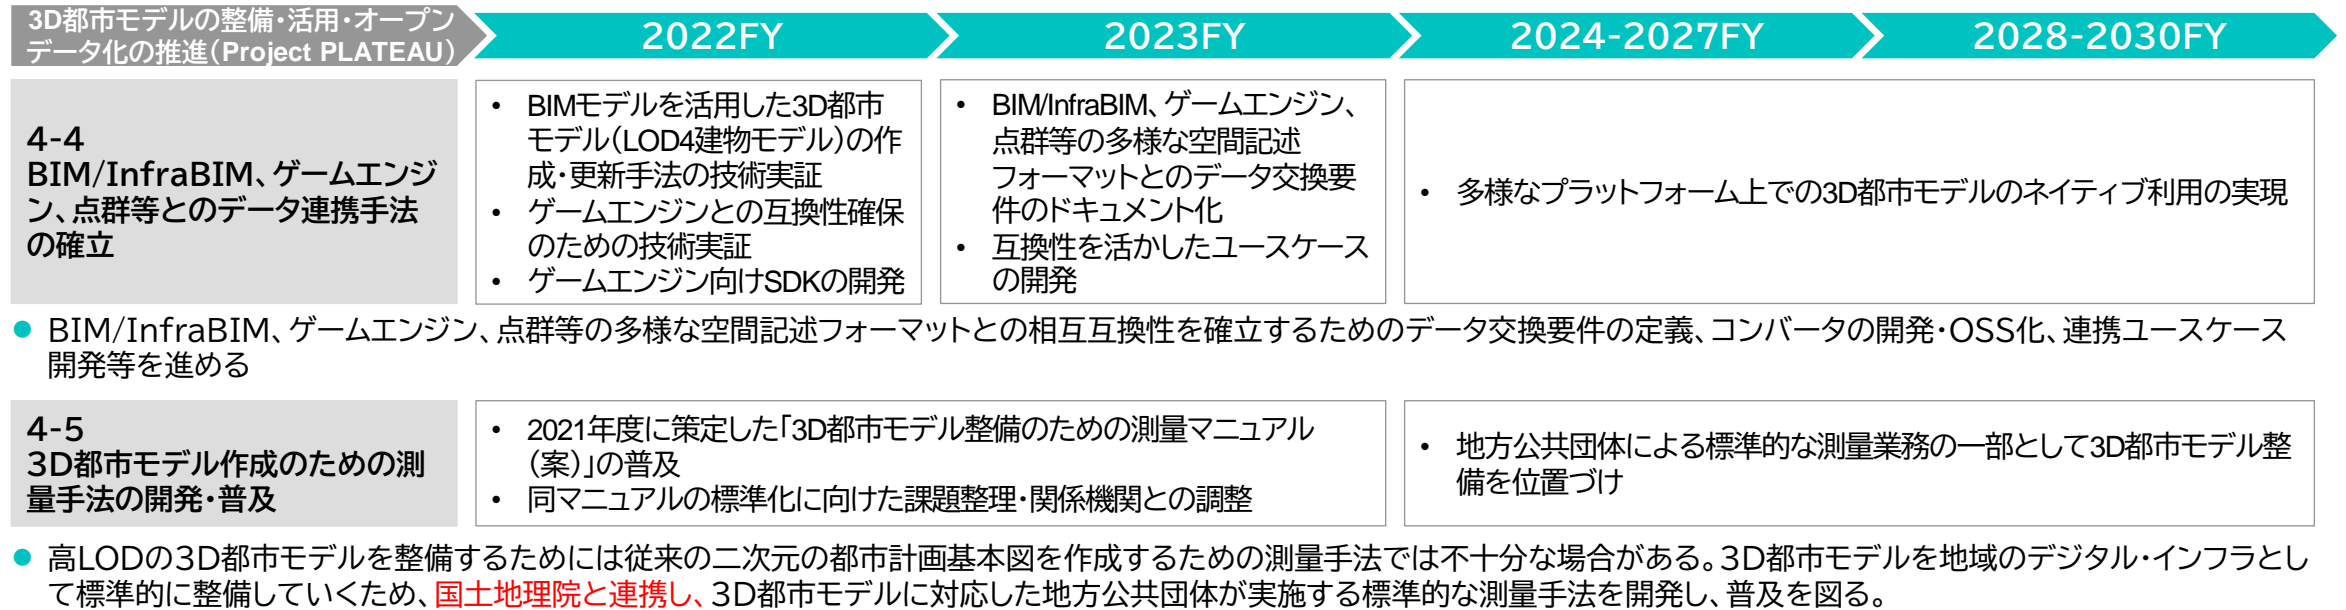 3D都市モデルの整備・活用・オープン
データ化の推進（Project PLATEAU）
2022FY
2023FY
2024-2027FY
2028-2030FY
4-4
BIM/InfraBIM、ゲームエンジ
ン、点群等とのデータ連携手法
の確立
• BIMモデルを活用した3D都市
モデル（LOD4建物モデル）の作
成・更新手法の技術実証
• ゲームエンジンとの互換性確保
のための技術実証
• ゲームエンジン向けSDKの開発
• BIM/InfraBIM、ゲームエンジン、
点群等の多様な空間記述
フォーマットとのデータ交換要
件のドキュメント化
• 互換性を活かしたユースケース
の開発
• 多様なプラットフォーム上での3D都市モデルのネイティブ利用の実現
● BIM/InfraBIM、ゲームエンジン、点群等の多様な空間記述フォーマットとの相互互換性を確立するためのデータ交換要件の定義、コンバータの開発・OSS化、連携ユースケース
開発等を進める
4-5
3D都市モデル作成のための測
量手法の開発・普及
• 2021年度に策定した「3D都市モデル整備のための測量マニュアル
（案）」の普及
• 同マニュアルの標準化に向けた課題整理・関係機関との調整
• 地方公共団体による標準的な測量業務の一部として3D都市モデル整
備を位置づけ
● 高LODの3D都市モデルを整備するためには従来の二次元の都市計画基本図を作成するための測量手法では不十分な場合がある。3D都市モデルを地域のデジタル・インフラとし
て標準的に整備していくため、国土地理院と連携し、3D都市モデルに対応した地方公共団体が実施する標準的な測量手法を開発し、普及を図る。